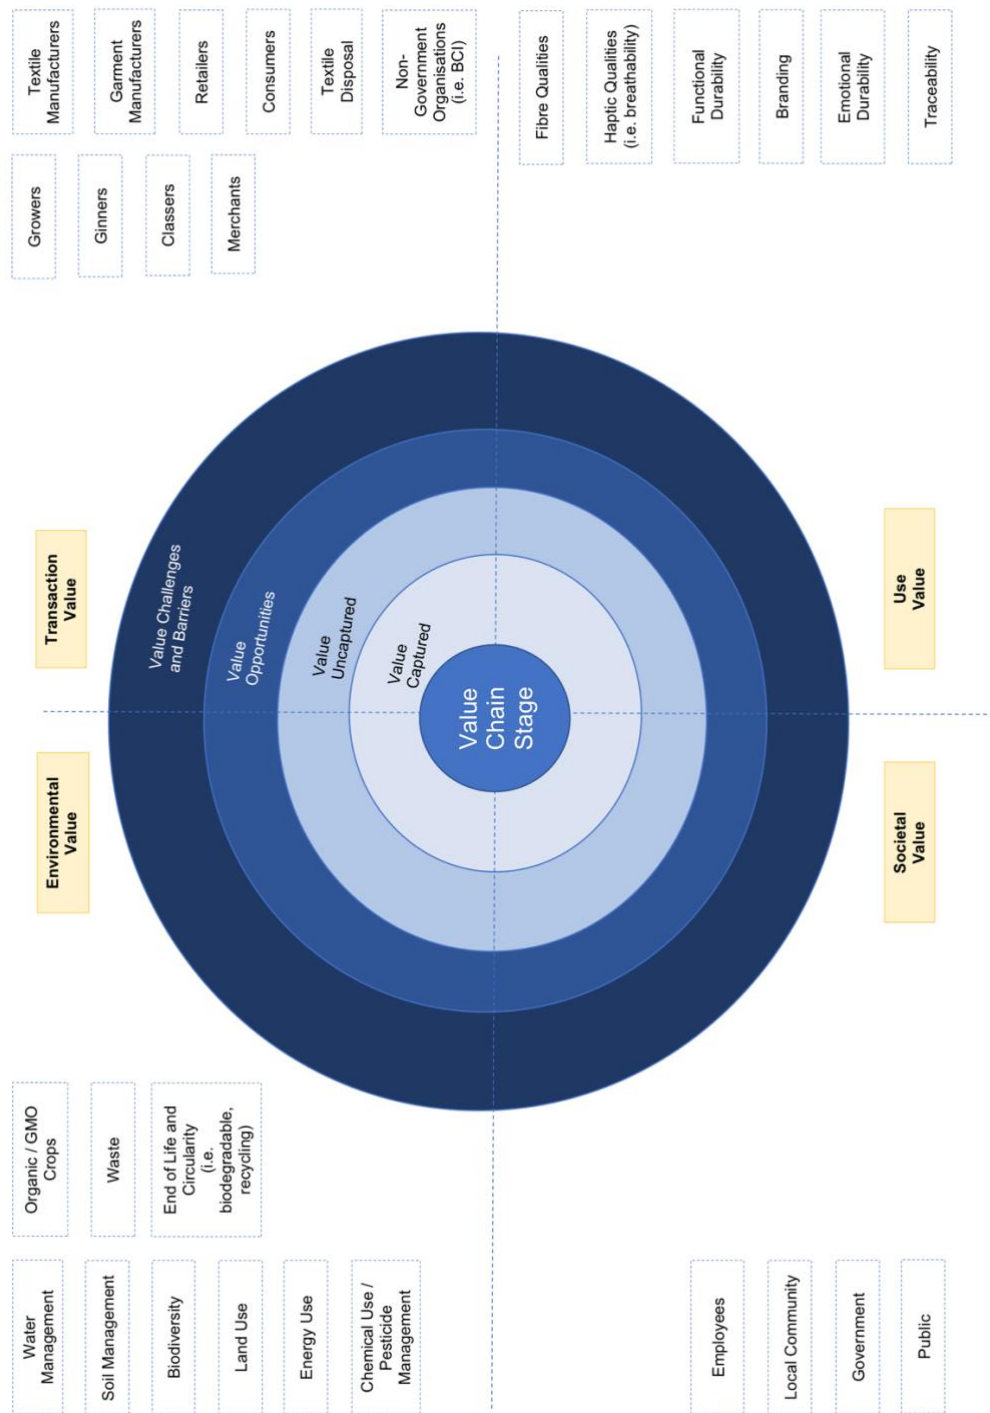 Environmental
Value
Transaction
Value
Water
Management
Soil Management
Biodiversity
Land Use
Energy Use
Chemical Use /
Pesticide
Management
Organic / GMO
Crops
Waste
End of Life and
Circularity
(i.e.
biodegradable,
recycling)
Growers
Ginners
Classers
Merchants
Textile
Manufacturers
Garment
Manufacturers
Retailers
Consumers
Textile
Disposal
Non-
Government
Organisations
(i.e. BCI)
Value Challenges
and Barriers
Value
Opportunities
Value
Uncaptured
Value
Captured
Value
Chain
Stage
Employees
Local Community
Government
Public
Societal
Value
Use
Value
Fibre Qualities
Haptic Qualities
(i.e. breathability)
Functional
Durability
Branding
Emotional
Durability
Traceability